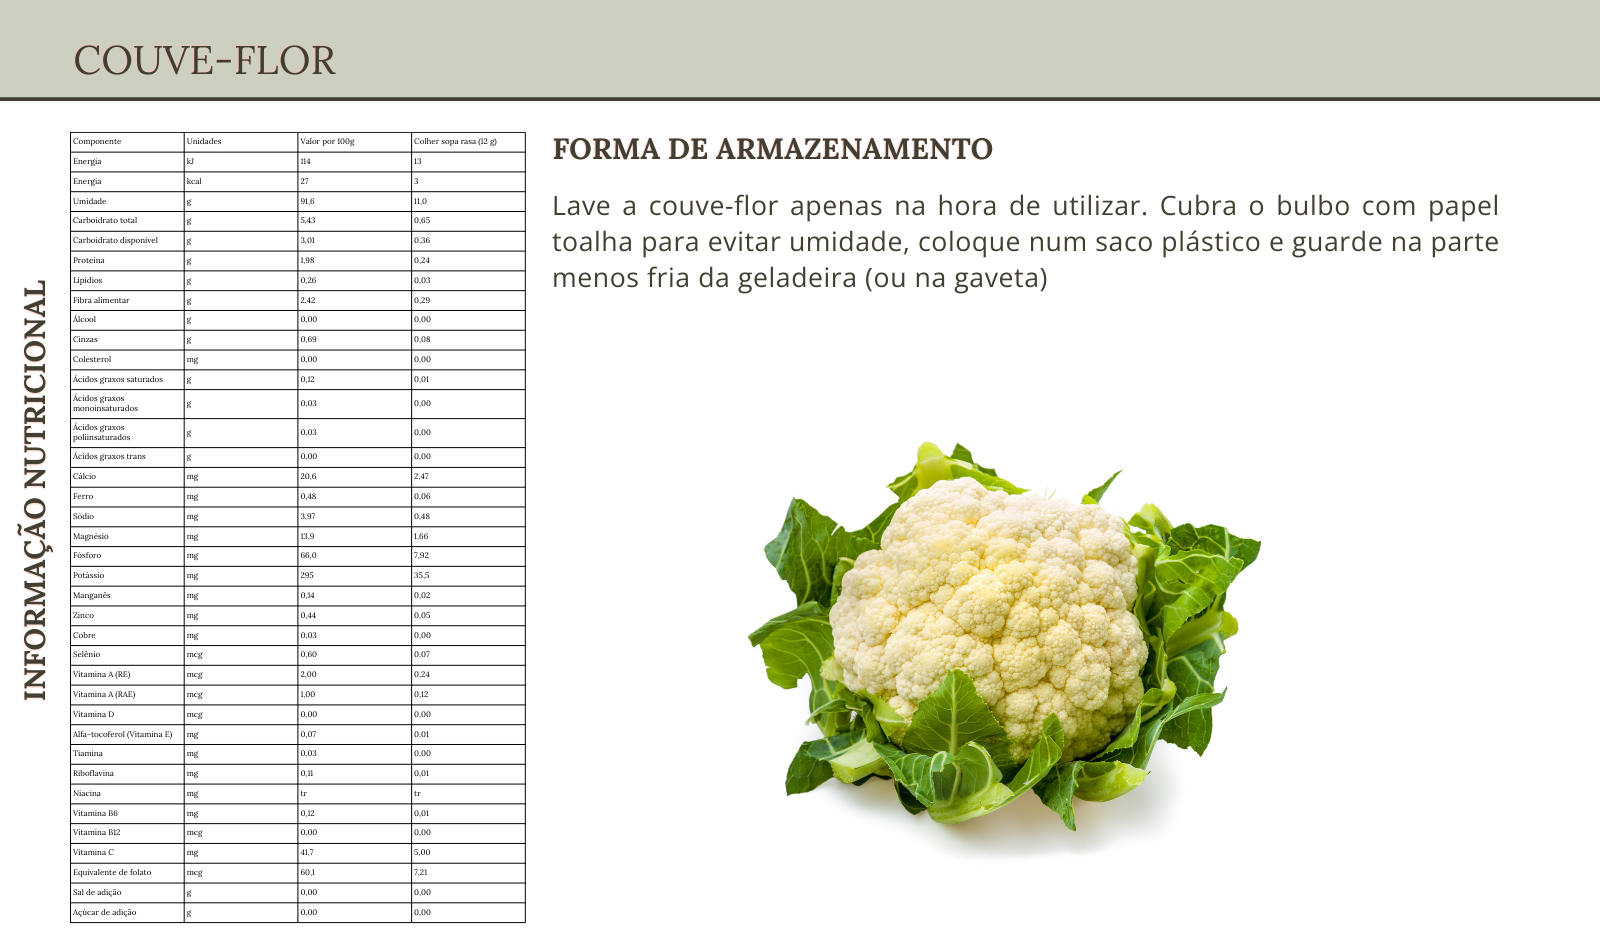 COUVE-FLOR
INFORMAÇÃO NUTRICIONAL
Componente Unidades Valor por 100g Colher sopa rasa (12 g)
Energia kJ 114 13
Energia kcal 27 3
Umidade g 91,6 11,0
Carboidrato total g 5,43 0,65
Carboidrato disponível g 3,01 0,36
Proteína g 1,98 0,24
Lipídios g 0,26 0,03
Fibra alimentar g 2,42 0,29
Álcool g 0,00 0,00
Cinzas g 0,69 0,08
Colesterol mg 0,00 0,00
Ácidos graxos saturados g 0,12 0,01
Ácidos graxos
monoinsaturados g 0,03 0,00
Ácidos graxos
poliinsaturados g 0,03 0,00
Ácidos graxos trans g 0,00 0,00
Cálcio mg 20,6 2,47
Ferro mg 0,48 0,06
Sódio mg 3,97 0,48
Magnésio mg 13,9 1,66
Fósforo mg 66,0 7,92
Potássio mg 295 35,5
Manganês mg 0,14 0,02
Zinco mg 0,44 0,05
Cobre mg 0,03 0,00
Selênio mcg 0,60 0,07
Vitamina A (RE) mcg 2,00 0,24
Vitamina A (RAE) mcg 1,00 0,12
Vitamina D mcg 0,00 0,00
Alfa-tocoferol (Vitamina E) mg 0,07 0,01
Tiamina mg 0,03 0,00
Riboflavina mg 0,11 0,01
Niacina mg tr tr
Vitamina B6 mg 0,12 0,01
Vitamina B12 mcg 0,00 0,00
Vitamina C mg 41,7 5,00
Equivalente de folato mcg 60,1 7,21
Sal de adição g 0,00 0,00
Açúcar de adição g 0,00 0,00
FORMA DE ARMAZENAMENTO
Lave a couve-flor apenas na hora de utilizar. Cubra o bulbo com papel
toalha para evitar umidade, coloque num saco plástico e guarde na parte
menos fria da geladeira (ou na gaveta)